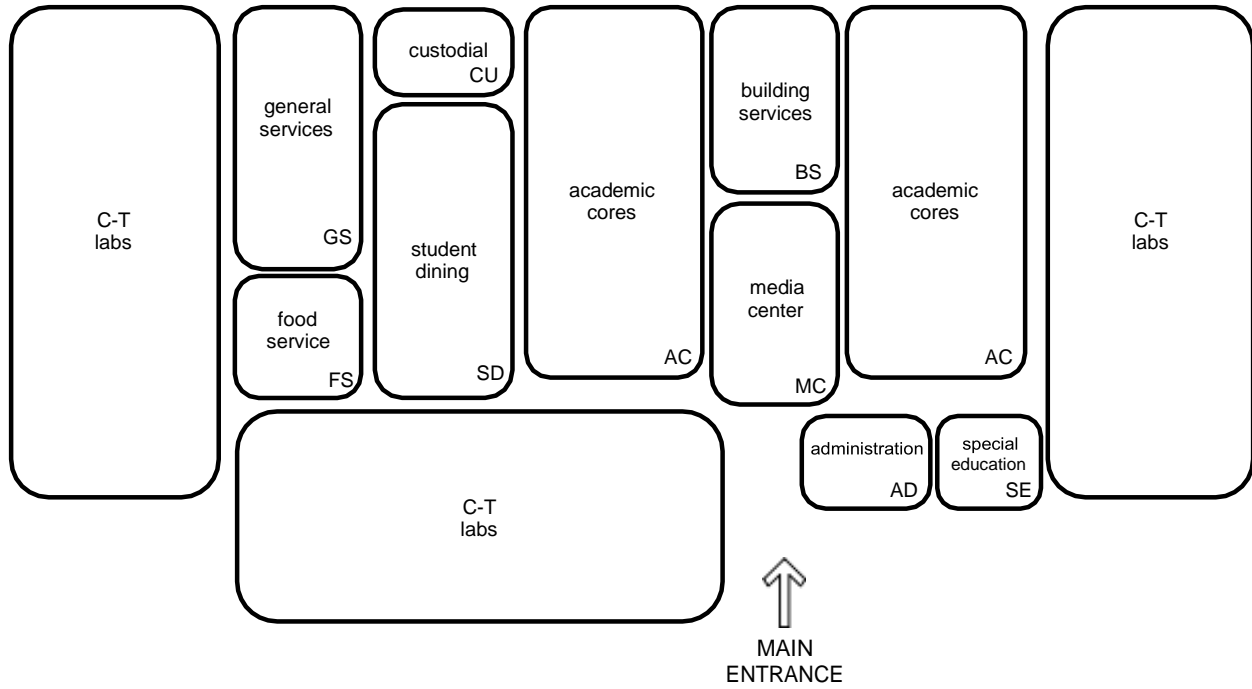 custodial
CU
general
services
GS
building
services
BS
academic
cores
AC
academic
cores
AC
C-T
labs
student
dining
SD
C-T
labs
media
center
MC
food
service
FS
administration
AD
special
education
SE
C-T
labs
MAIN
ENTRANCE